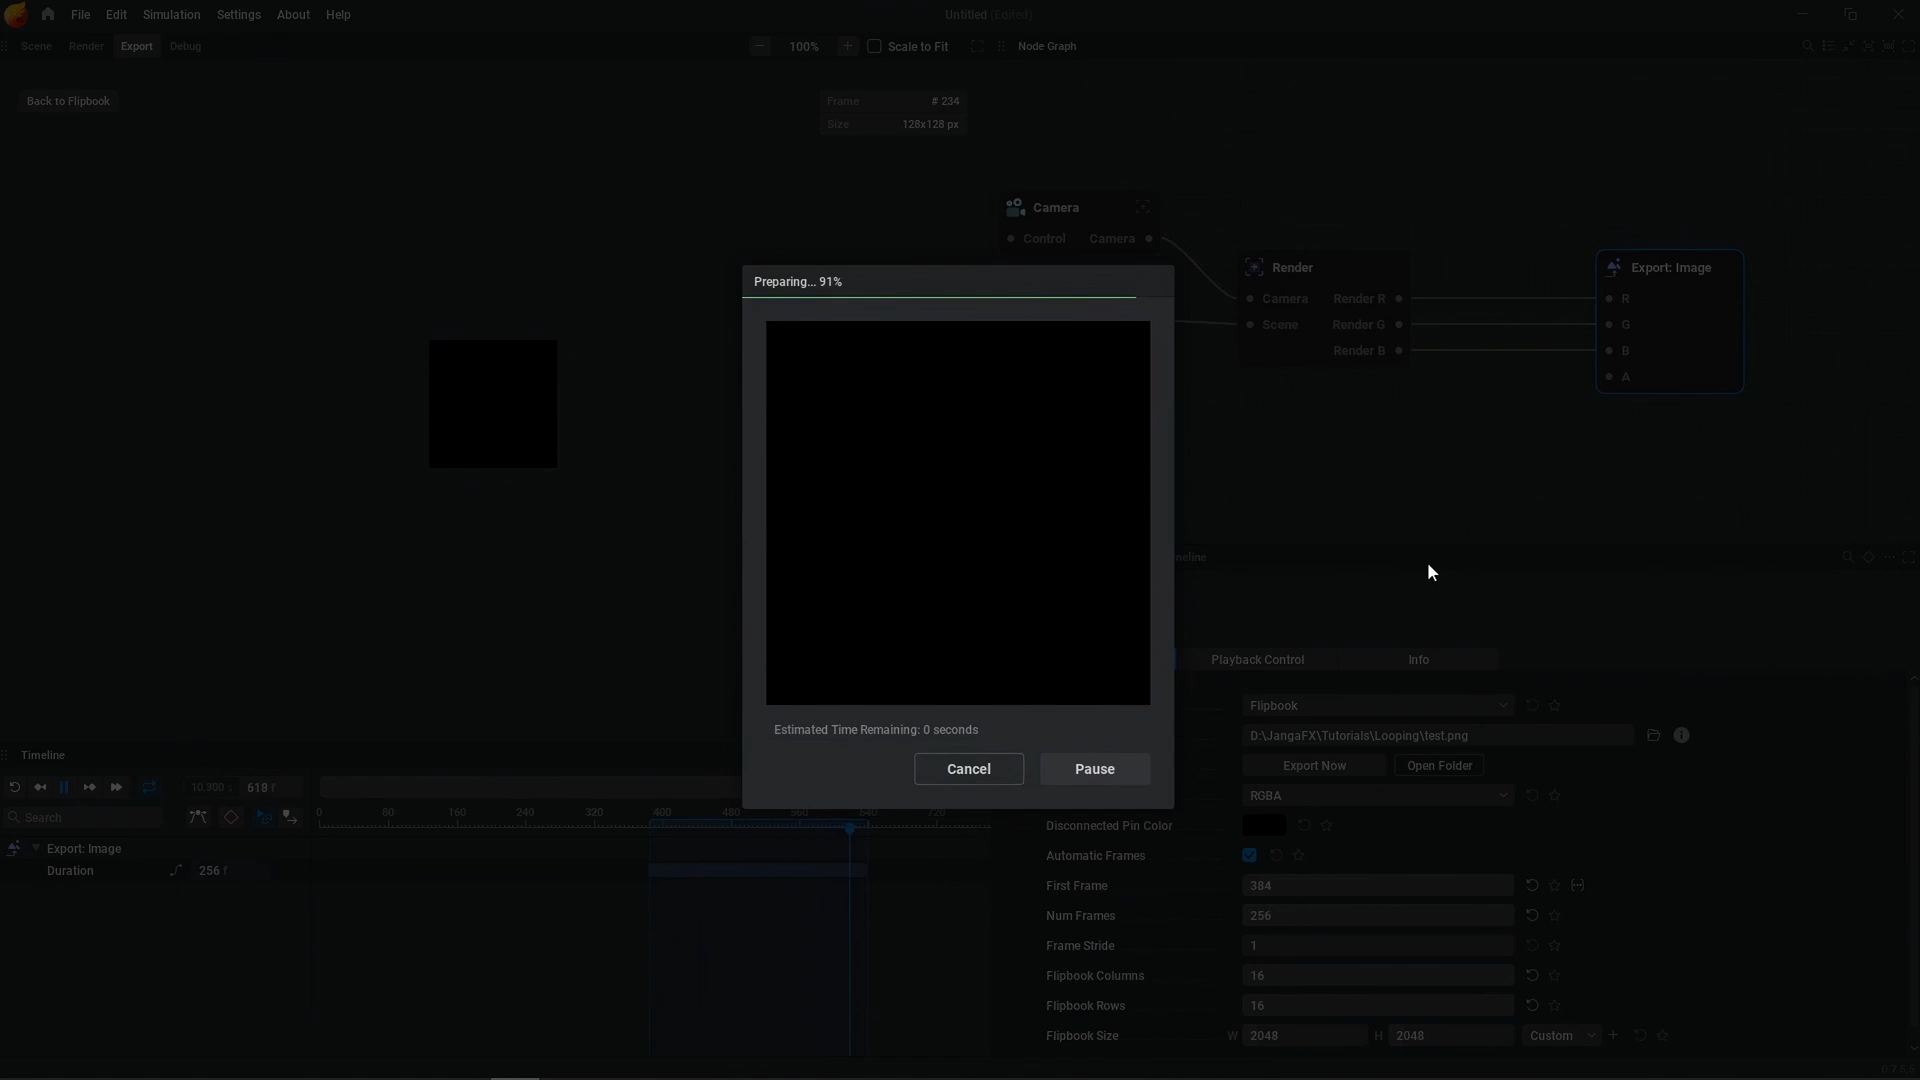 File Edit Simulation Settings About Help
Untitled (Edited)
Scene Render Export Debug
100% Scale to Fit
Node Graph
Back to Flipbook
Frame # 234
Size 128x128 px
Camera
Control Camera
Render
Camera Render R
Scene Render G
Render B
Export: Image
R
G
B
A
Preparing... 91%
Estimated Time Remaining: 0 seconds
Cancel Pause
meline
Playback Control Info
Flipbook
D:\JangaFX\Tutorials\Looping\test.png
Export Now Open Folder
RGBA
Disconnected Pin Color
Automatic Frames
First Frame 384
Num Frames 256
Frame Stride 1
Flipbook Columns 16
Flipbook Rows 16
Flipbook Size W 2048 H 2048 Custom
Timeline
10,300 s 618 f
Search
0 80 160 240 320 400 480 560 640 720
Export: Image
Duration 256 f